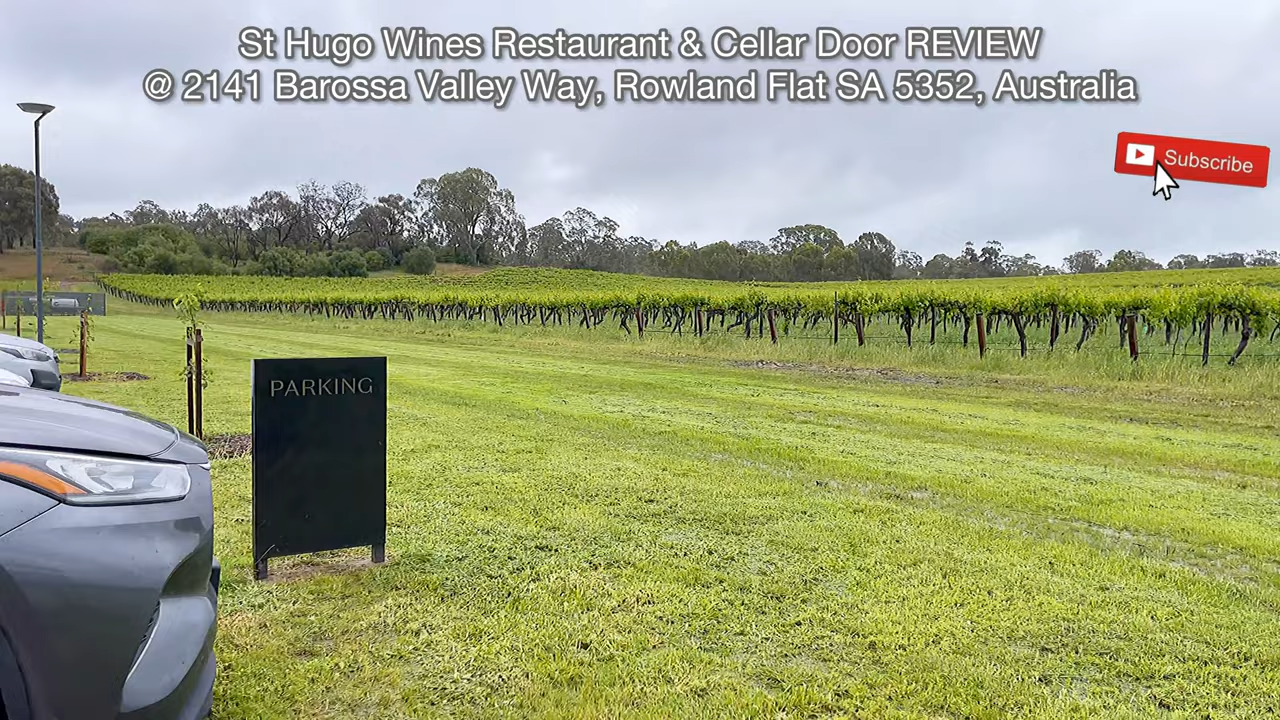 St Hugo Wines Restaurant & Cellar Door REVIEW
@ 2141 Barossa Valley Way, Rowland Flat SA 5352, Australia
Subscribe
PARKING